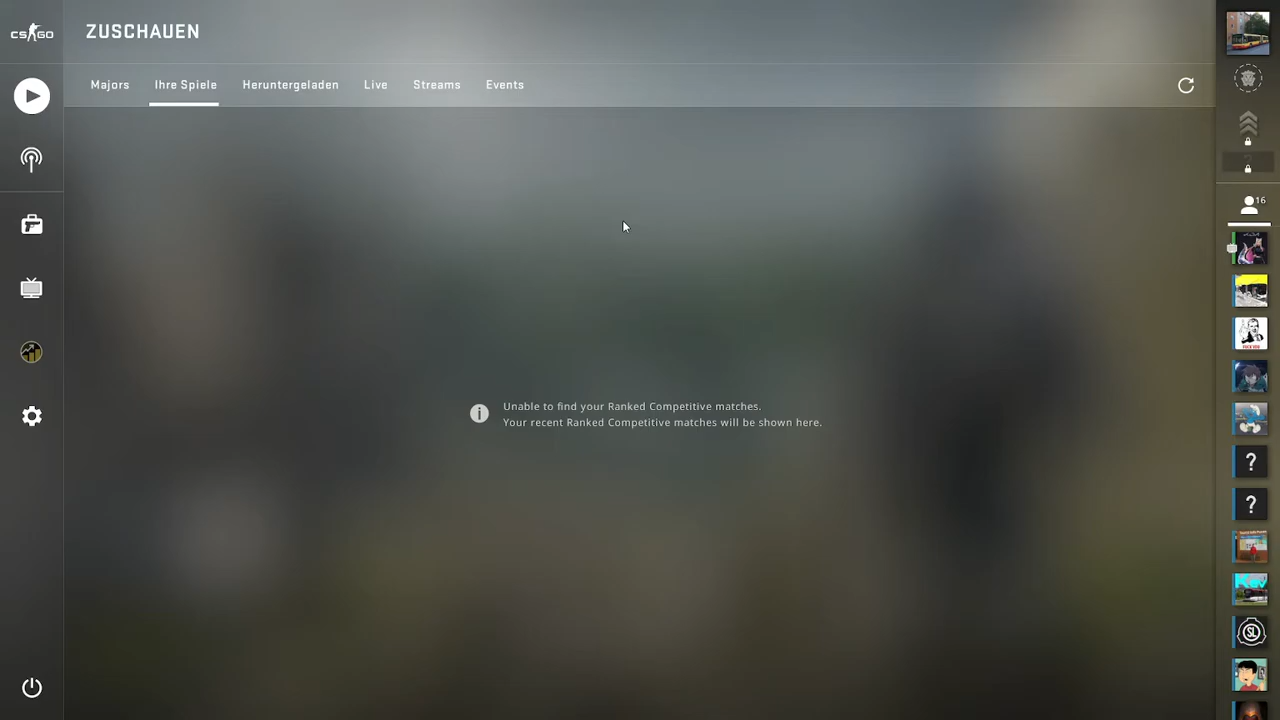 CS GO
ZUSCHAUEN
Majors
Ihre Spiele
Heruntergeladen
Live
Streams
Events
16
Unable to find your Ranked Competitive matches.
Your recent Ranked Competitive matches will be shown here.
?
?
SL